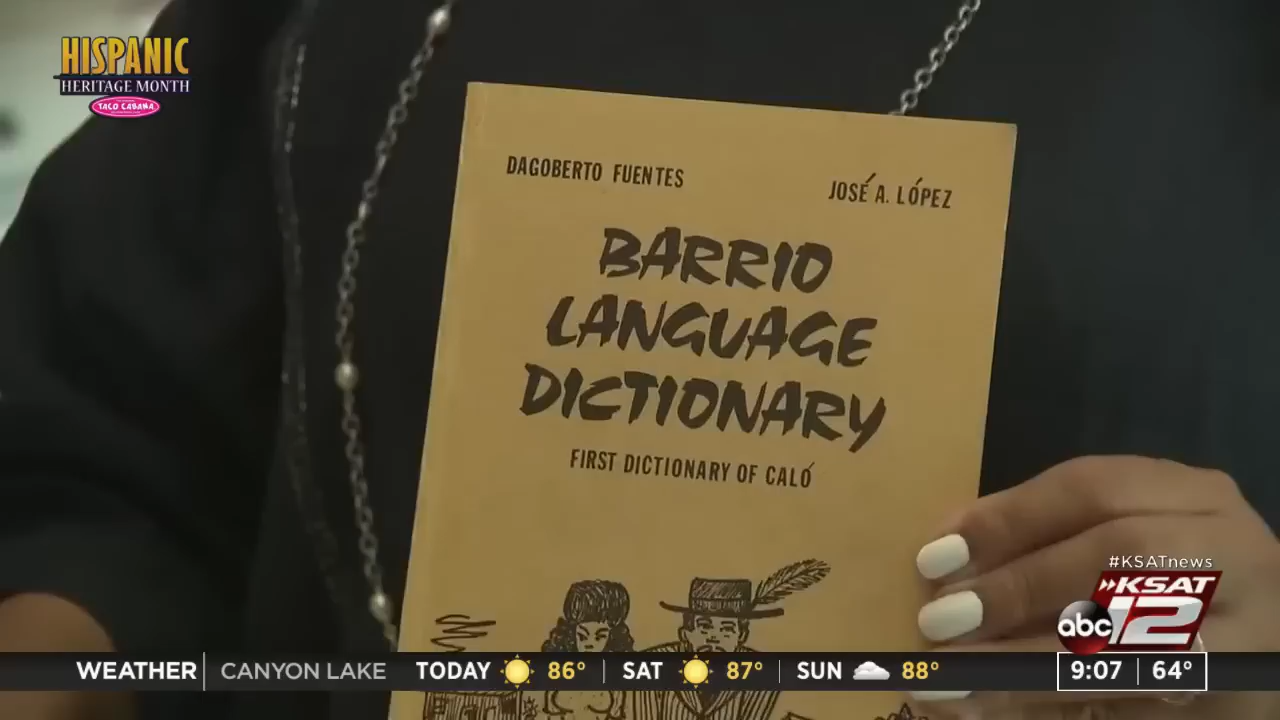 HISPANIC
HERITAGE MONTH
TACO CABANA
DAGOBERTO FUENTES
JOSÉ A. LÓPEZ
BARRIO
LANGUAGE
DICTIONARY
FIRST DICTIONARY OF CALÓ
#KSATnews
KSAT
abc 12
WEATHER CANYON LAKE TODAY 86° SAT 87° SUN 88° 9:07 64°